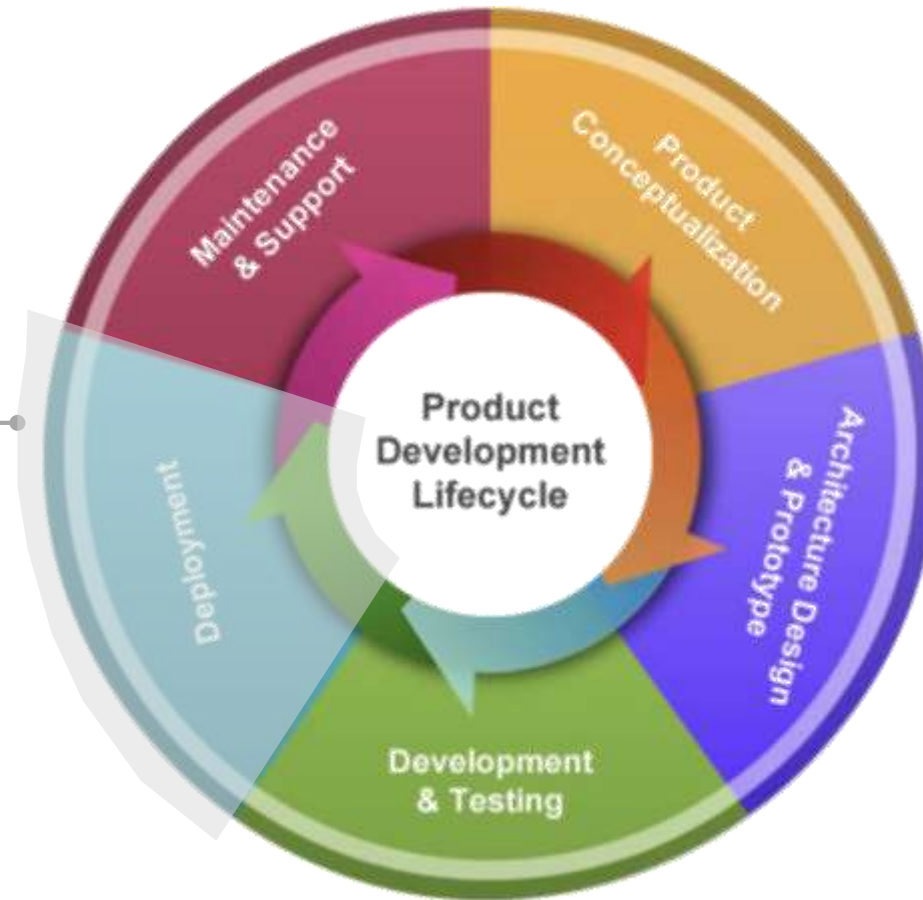 Product
Development
Lifecycle
Product
Conceptualization
Architecture Design
& Prototype
Development
& Testing
Deployment
Maintenance
& Support